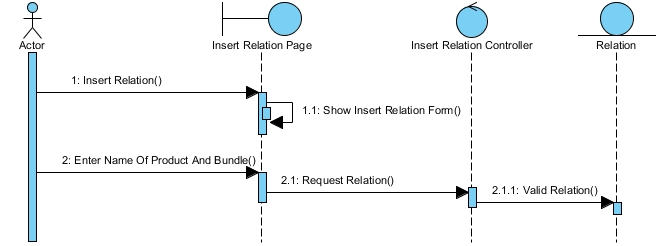 Actor
Insert Relation Page
Insert Relation Controller
Relation
1: Insert Relation()
1.1: Show Insert Relation Form()
2: Enter Name Of Product And Bundle()
2.1: Request Relation()
2.1.1: Valid Relation()